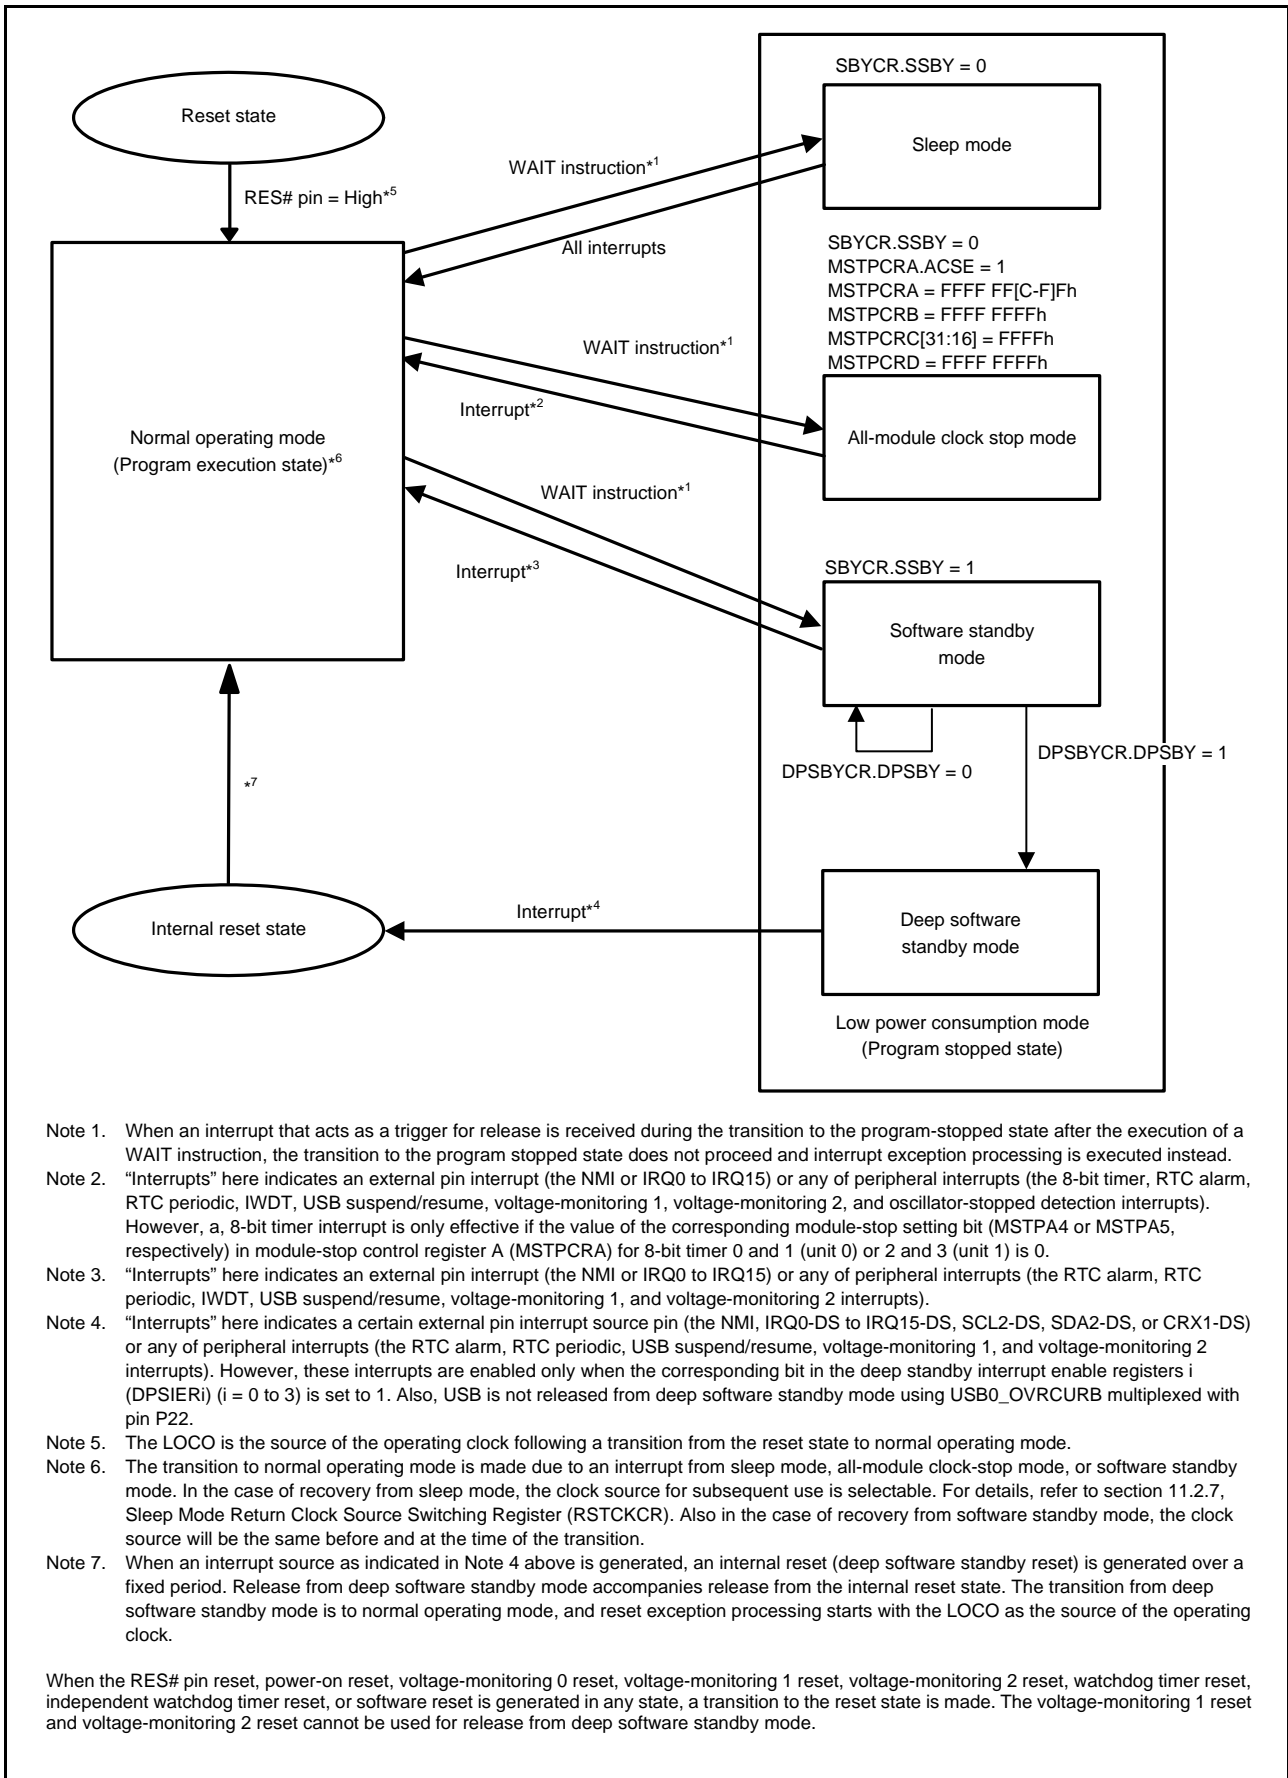 SBYCR.SSBY = 0
Reset state
Sleep mode
WAIT instruction*1
RES# pin = High*5
All interrupts
SBYCR.SSBY = 0
MSTPCRA.ACSE = 1
MSTPCRA = FFFF FF[C-F]Fh
MSTPCRB = FFFF FFFFh
MSTPCRC[31:16] = FFFFh
MSTPCRD = FFFF FFFFh
WAIT instruction*1
Interrupt*2
All-module clock stop mode
Normal operating mode
(Program execution state)*6
WAIT instruction*1
Interrupt*3
SBYCR.SSBY = 1
Software standby
mode
DPSBYCR.DPSBY = 1
DPSBYCR.DPSBY = 0
*7
Interrupt*4
Internal reset state
Deep software
standby mode
Low power consumption mode
(Program stopped state)
Note 1. When an interrupt that acts as a trigger for release is received during the transition to the program-stopped state after the execution of a
WAIT instruction, the transition to the program stopped state does not proceed and interrupt exception processing is executed instead.
Note 2. “Interrupts” here indicates an external pin interrupt (the NMI or IRQ0 to IRQ15) or any of peripheral interrupts (the 8-bit timer, RTC alarm,
RTC periodic, IWDT, USB suspend/resume, voltage-monitoring 1, voltage-monitoring 2, and oscillator-stopped detection interrupts).
However, a, 8-bit timer interrupt is only effective if the value of the corresponding module-stop setting bit (MSTPA4 or MSTPA5,
respectively) in module-stop control register A (MSTPCRA) for 8-bit timer 0 and 1 (unit 0) or 2 and 3 (unit 1) is 0.
Note 3. “Interrupts” here indicates an external pin interrupt (the NMI or IRQ0 to IRQ15) or any of peripheral interrupts (the RTC alarm, RTC
periodic, IWDT, USB suspend/resume, voltage-monitoring 1, and voltage-monitoring 2 interrupts).
Note 4. “Interrupts” here indicates a certain external pin interrupt source pin (the NMI, IRQ0-DS to IRQ15-DS, SCL2-DS, SDA2-DS, or CRX1-DS)
or any of peripheral interrupts (the RTC alarm, RTC periodic, USB suspend/resume, voltage-monitoring 1, and voltage-monitoring 2
interrupts). However, these interrupts are enabled only when the corresponding bit in the deep standby interrupt enable registers i
(DPSIERi) (i = 0 to 3) is set to 1. Also, USB is not released from deep software standby mode using USB0_OVRCURB multiplexed with
pin P22.
Note 5. The LOCO is the source of the operating clock following a transition from the reset state to normal operating mode.
Note 6. The transition to normal operating mode is made due to an interrupt from sleep mode, all-module clock-stop mode, or software standby
mode. In the case of recovery from sleep mode, the clock source for subsequent use is selectable. For details, refer to section 11.2.7,
Sleep Mode Return Clock Source Switching Register (RSTCKCR). Also in the case of recovery from software standby mode, the clock
source will be the same before and at the time of the transition.
Note 7. When an interrupt source as indicated in Note 4 above is generated, an internal reset (deep software standby reset) is generated over a
fixed period. Release from deep software standby mode accompanies release from the internal reset state. The transition from deep
software standby mode is to normal operating mode, and reset exception processing starts with the LOCO as the source of the operating
clock.
When the RES# pin reset, power-on reset, voltage-monitoring 0 reset, voltage-monitoring 1 reset, voltage-monitoring 2 reset, watchdog timer reset,
independent watchdog timer reset, or software reset is generated in any state, a transition to the reset state is made. The voltage-monitoring 1 reset
and voltage-monitoring 2 reset cannot be used for release from deep software standby mode.